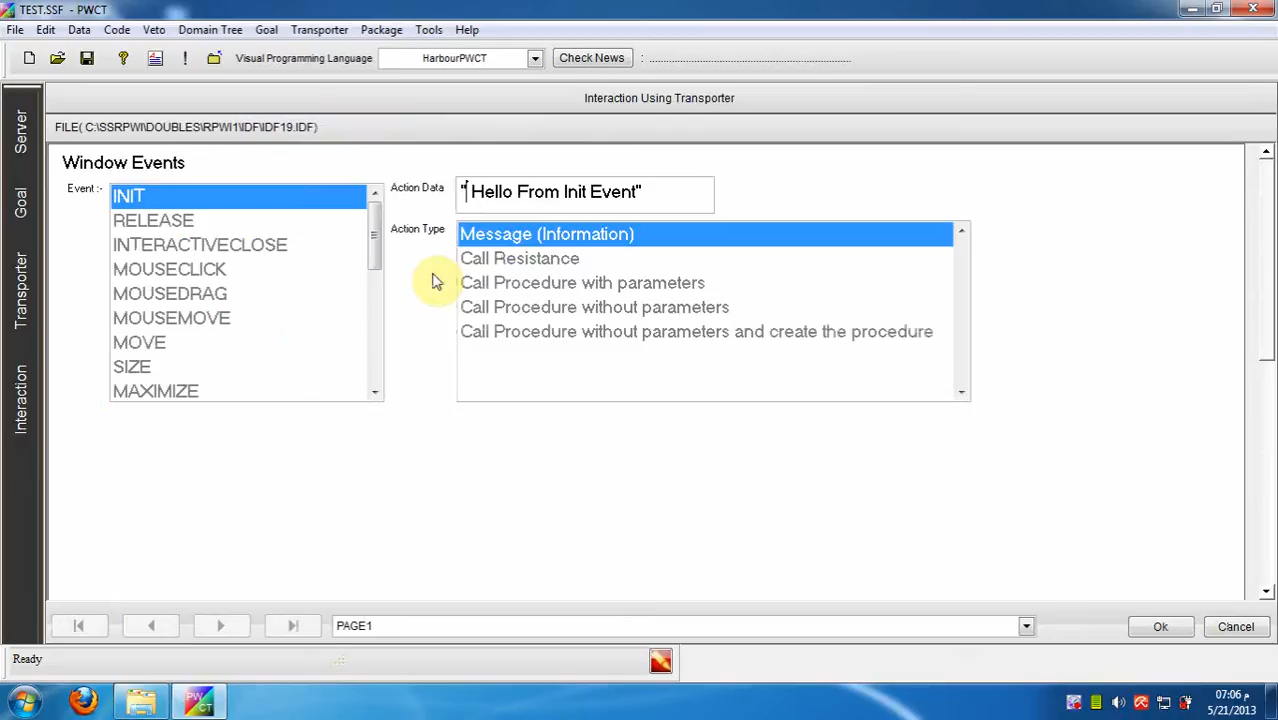 TEST.SSF - PWCT
File Edit Data Code Veto Domain Tree Goal Transporter Package Tools Help
Visual Programming Language HarbourPWCT Check News : ......................................................................
Interaction Using Transporter
FILE( C:\SSRPWI\DOUBLES\RPWI1\IDF\IDF19.IDF)
Server
Goal
Transporter
Interaction
Window Events
Event :-
INIT
RELEASE
INTERACTIVECLOSE
MOUSECLICK
MOUSEDRAG
MOUSEMOVE
MOVE
SIZE
MAXIMIZE
Action Data
" Hello From Init Event"
Action Type
Message (Information)
Call Resistance
Call Procedure with parameters
Call Procedure without parameters
Call Procedure without parameters and create the procedure
PAGE1
Ok Cancel
Ready
PW
CT
07:06 م
5/21/2013